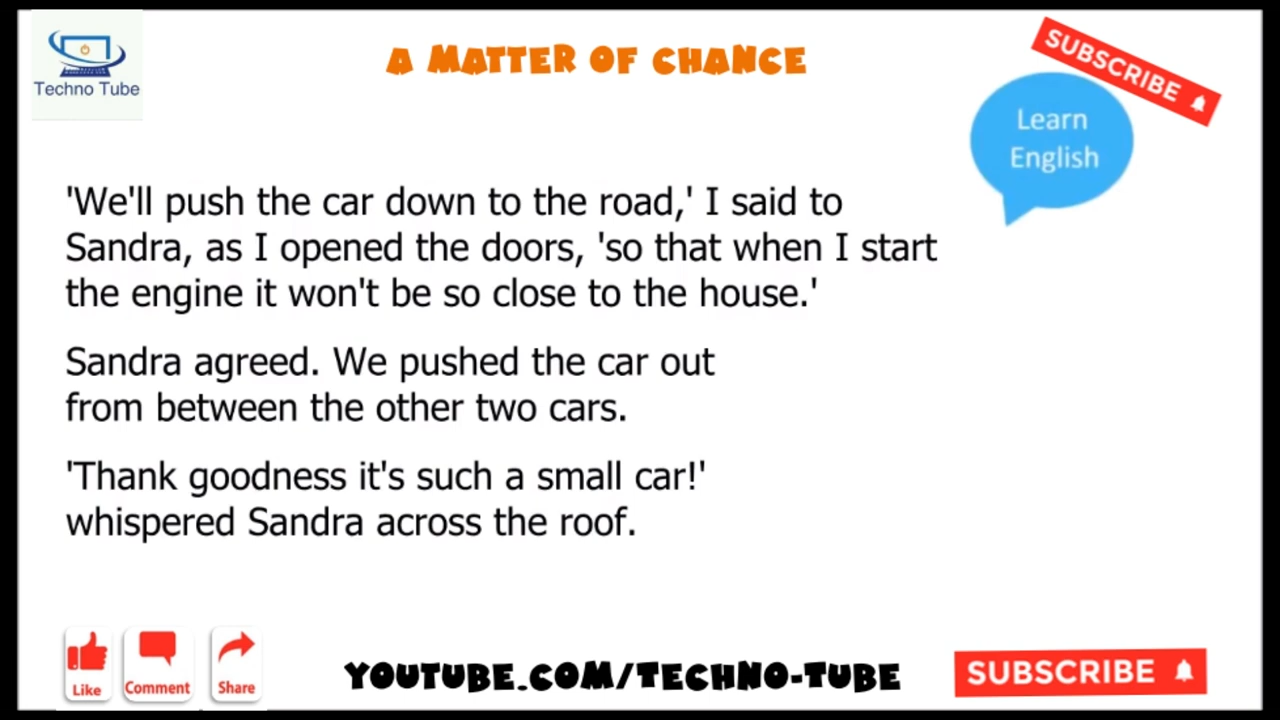 Techno Tube
A MATTER OF CHANCE
SUBSCRIBE
Learn
English
'We'll push the car down to the road,' I said to
Sandra, as I opened the doors, 'so that when I start
the engine it won't be so close to the house.'
Sandra agreed. We pushed the car out
from between the other two cars.
'Thank goodness it's such a small car!'
whispered Sandra across the roof.
Like
Comment
Share
YOUTUBE.COM/TECHNO-TUBE
SUBSCRIBE